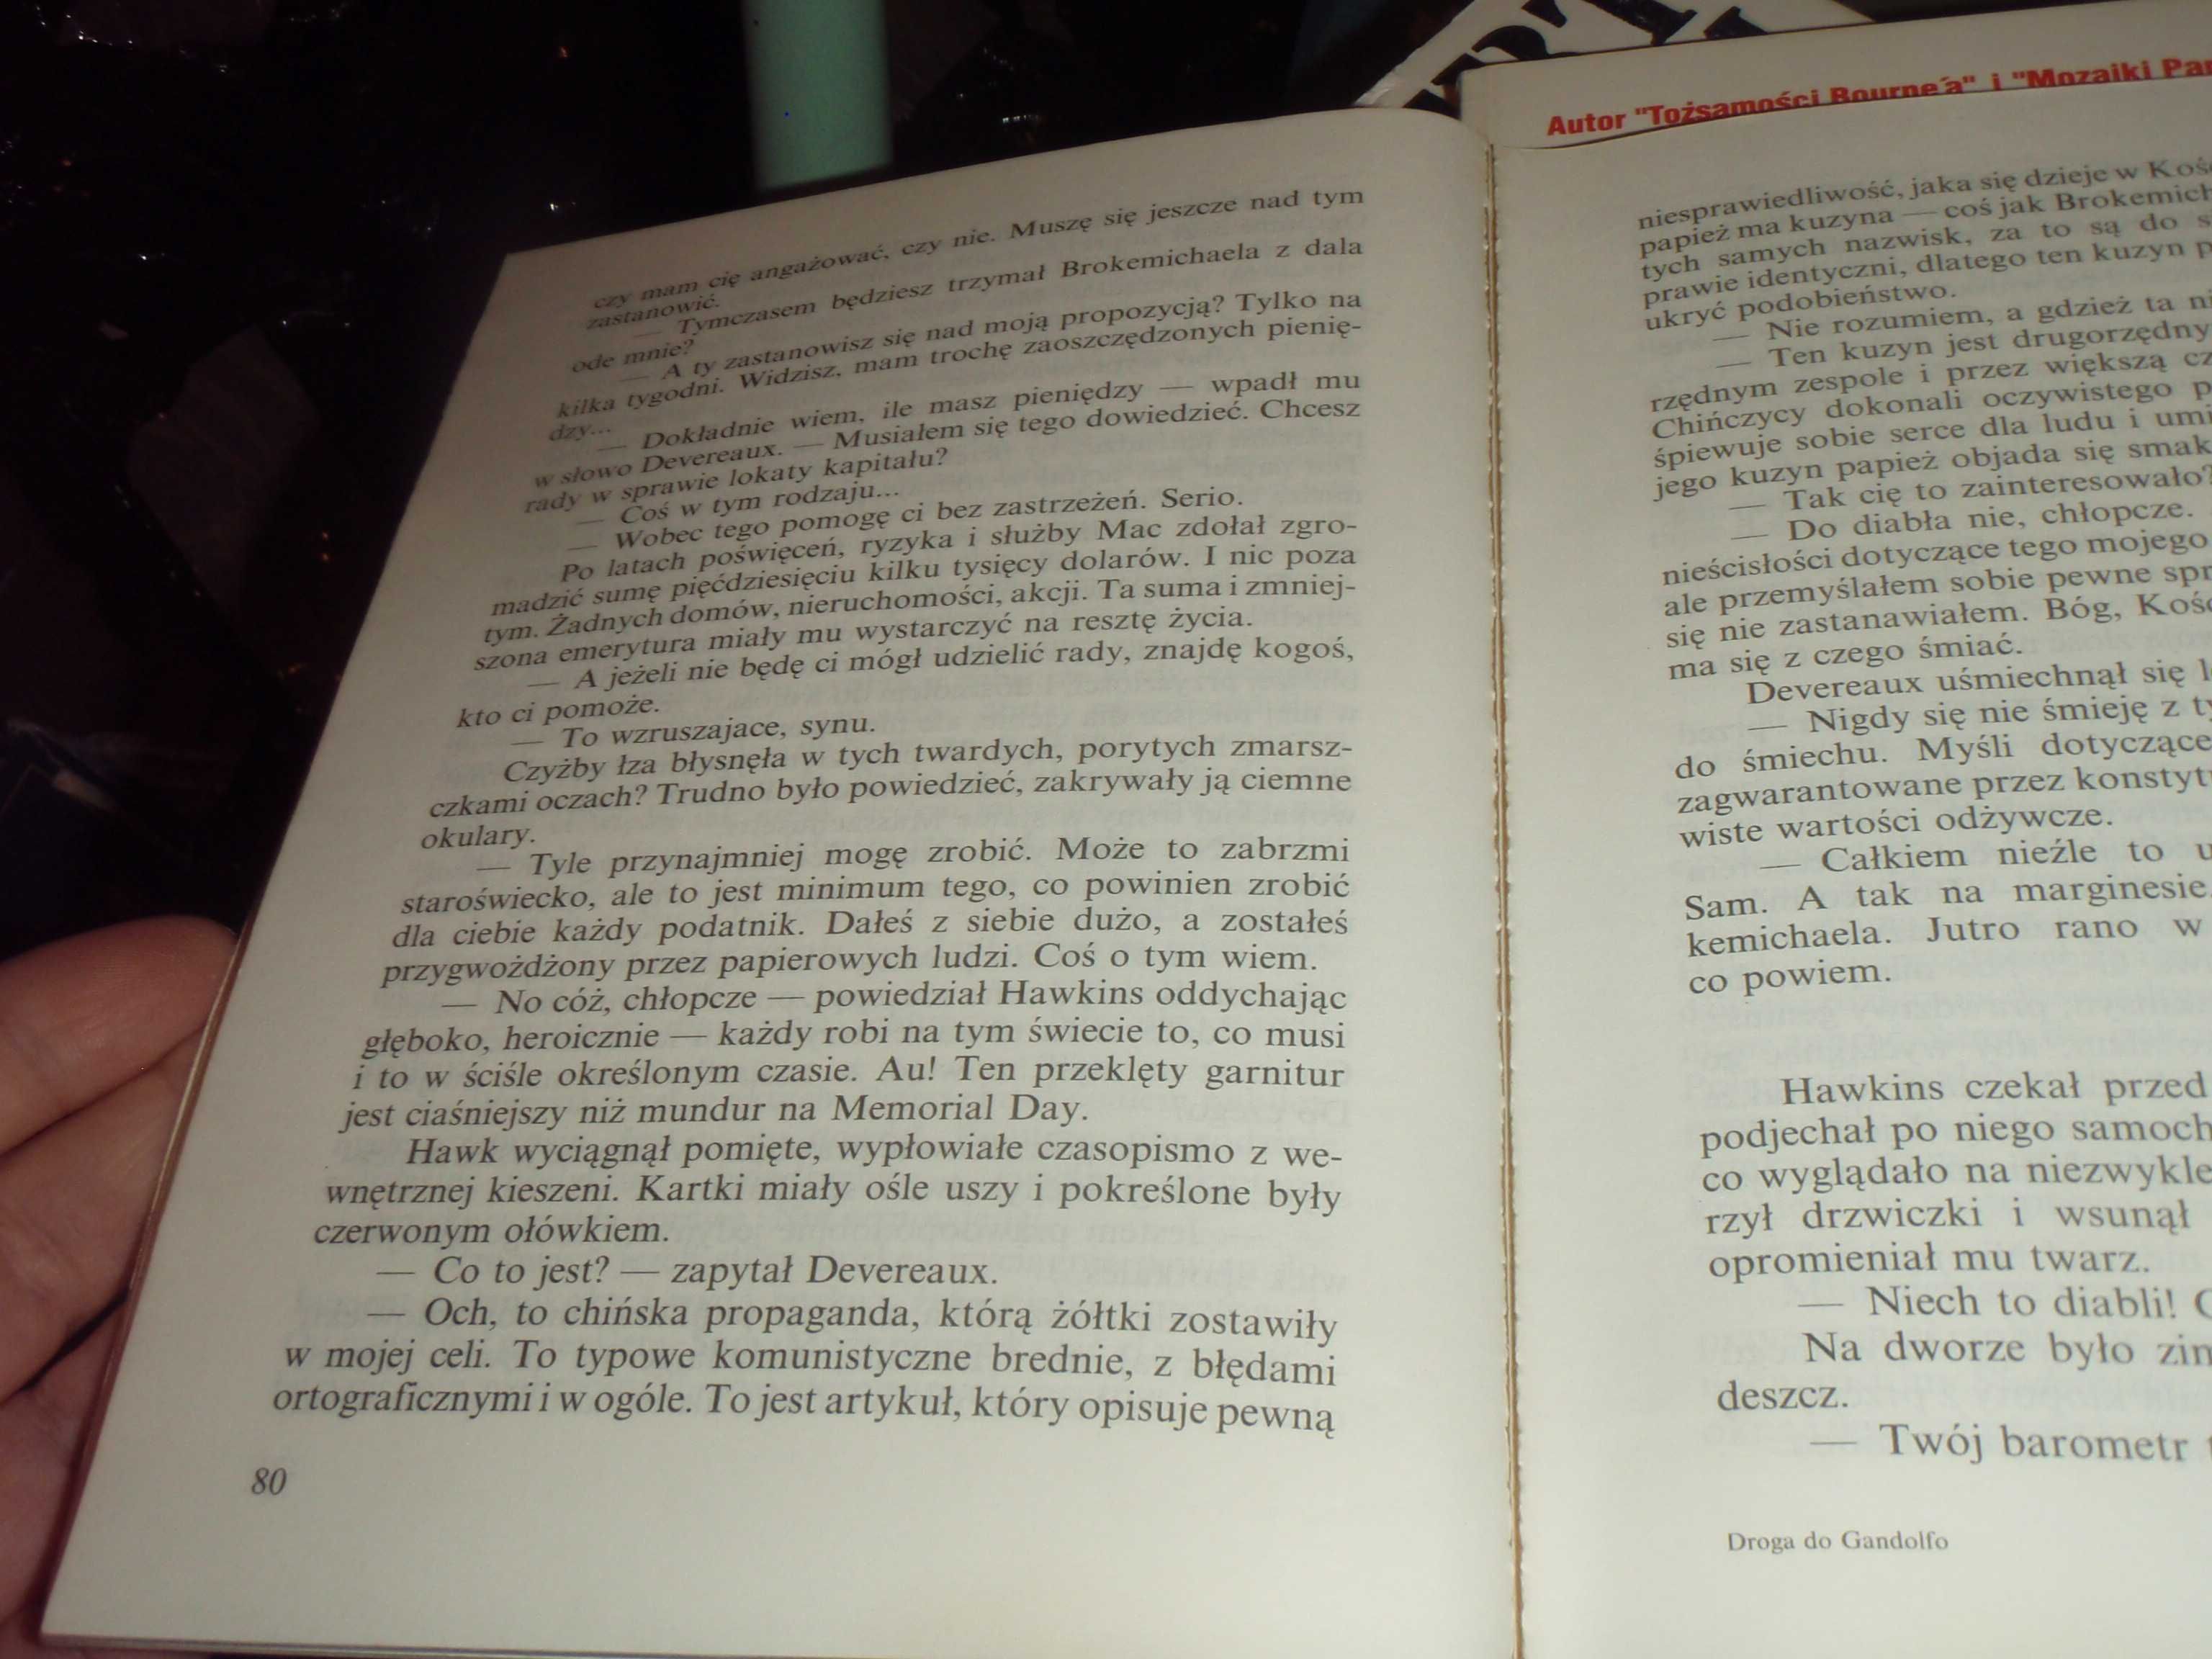 czy mam cię angażować, czy nie. Muszę się jeszcze nad tym
zastanowić.
— Tymczasem będziesz trzymał Brokemichaela z dala
ode mnie?
— A ty zastanowisz się nad moją propozycją? Tylko na
kilka tygodni. Widzisz, mam trochę zaoszczędzonych pienię-
dzy...
— Dokładnie wiem, ile masz pieniędzy — wpadł mu
w słowo Devereaux. — Musiałem się tego dowiedzieć. Chcesz
rady w sprawie lokaty kapitału?
— Coś w tym rodzaju...
— Wobec tego pomogę ci bez zastrzeżeń. Serio.
Po latach poświęceń, ryzyka i służby Mac zdołał zgro-
madzić sumę pięćdziesięciu kilku tysięcy dolarów. I nic poza
tym. Żadnych domów, nieruchomości, akcji. Ta suma i zmniej-
szona emerytura miały mu wystarczyć na resztę życia.
— A jeżeli nie będę ci mógł udzielić rady, znajdę kogoś,
kto ci pomoże.
— To wzruszajace, synu.
Czyżby łza błysnęła w tych twardych, porytych zmarsz-
czkami oczach? Trudno było powiedzieć, zakrywały ją ciemne
okulary.
— Tyle przynajmniej mogę zrobić. Może to zabrzmi
staroświecko, ale to jest minimum tego, co powinien zrobić
dla ciebie każdy podatnik. Dałeś z siebie dużo, a zostałeś
przygwożdżony przez papierowych ludzi. Coś o tym wiem.
— No cóż, chłopcze — powiedział Hawkins oddychając
głęboko, heroicznie — każdy robi na tym świecie to, co musi
i to w ściśle określonym czasie. Au! Ten przeklęty garnitur
jest ciaśniejszy niż mundur na Memorial Day.
Hawk wyciągnął pomięte, wypłowiałe czasopismo z we-
wnętrznej kieszeni. Kartki miały ośle uszy i pokreślone były
czerwonym ołówkiem.
— Co to jest? — zapytał Devereaux.
— Och, to chińska propaganda, którą żółtki zostawiły
w mojej celi. To typowe komunistyczne brednie, z błędami
ortograficznymi i w ogóle. To jest artykuł, który opisuje pewną
80
Autor "Tożsamości Bourne'a" i "Mozaiki
niesprawiedliwość, jaka się dzieje w
papież ma kuzyna — coś jak
tych samych nazwisk, za to są do
prawie identyczni, dlatego ten kuzyn
ukryć podobieństwo.
— Nie rozumiem, a gdzież ta
— Ten kuzyn jest drugorzędny
rzędnym zespole i przez większą
Chińczycy dokonali oczywistego
śpiewuje sobie serce dla ludu i
jego kuzyn papież objada się
— Tak cię to zainteresowało?
— Do diabła nie, chłopcze.
nieścisłości dotyczące tego mojego
ale przemyślałem sobie pewne
się nie zastanawiałem. Bóg,
ma się z czego śmiać.
Devereaux uśmiechnął się
— Nigdy się nie śmieję z
do śmiechu. Myśli dotyczące
zagwarantowane przez
wiste wartości odżywcze.
— Całkiem nieźle to
Sam. A tak na marginesie
kemichaela. Jutro rano w
co powiem.
Hawkins czekał przed
podjechał po niego
co wyglądało na niezwykle
rzył drzwiczki i wsunął
opromieniał mu twarz.
— Niech to diabli!
Na dworze było
deszcz.
— Twój barometr
Droga do Gandolfo